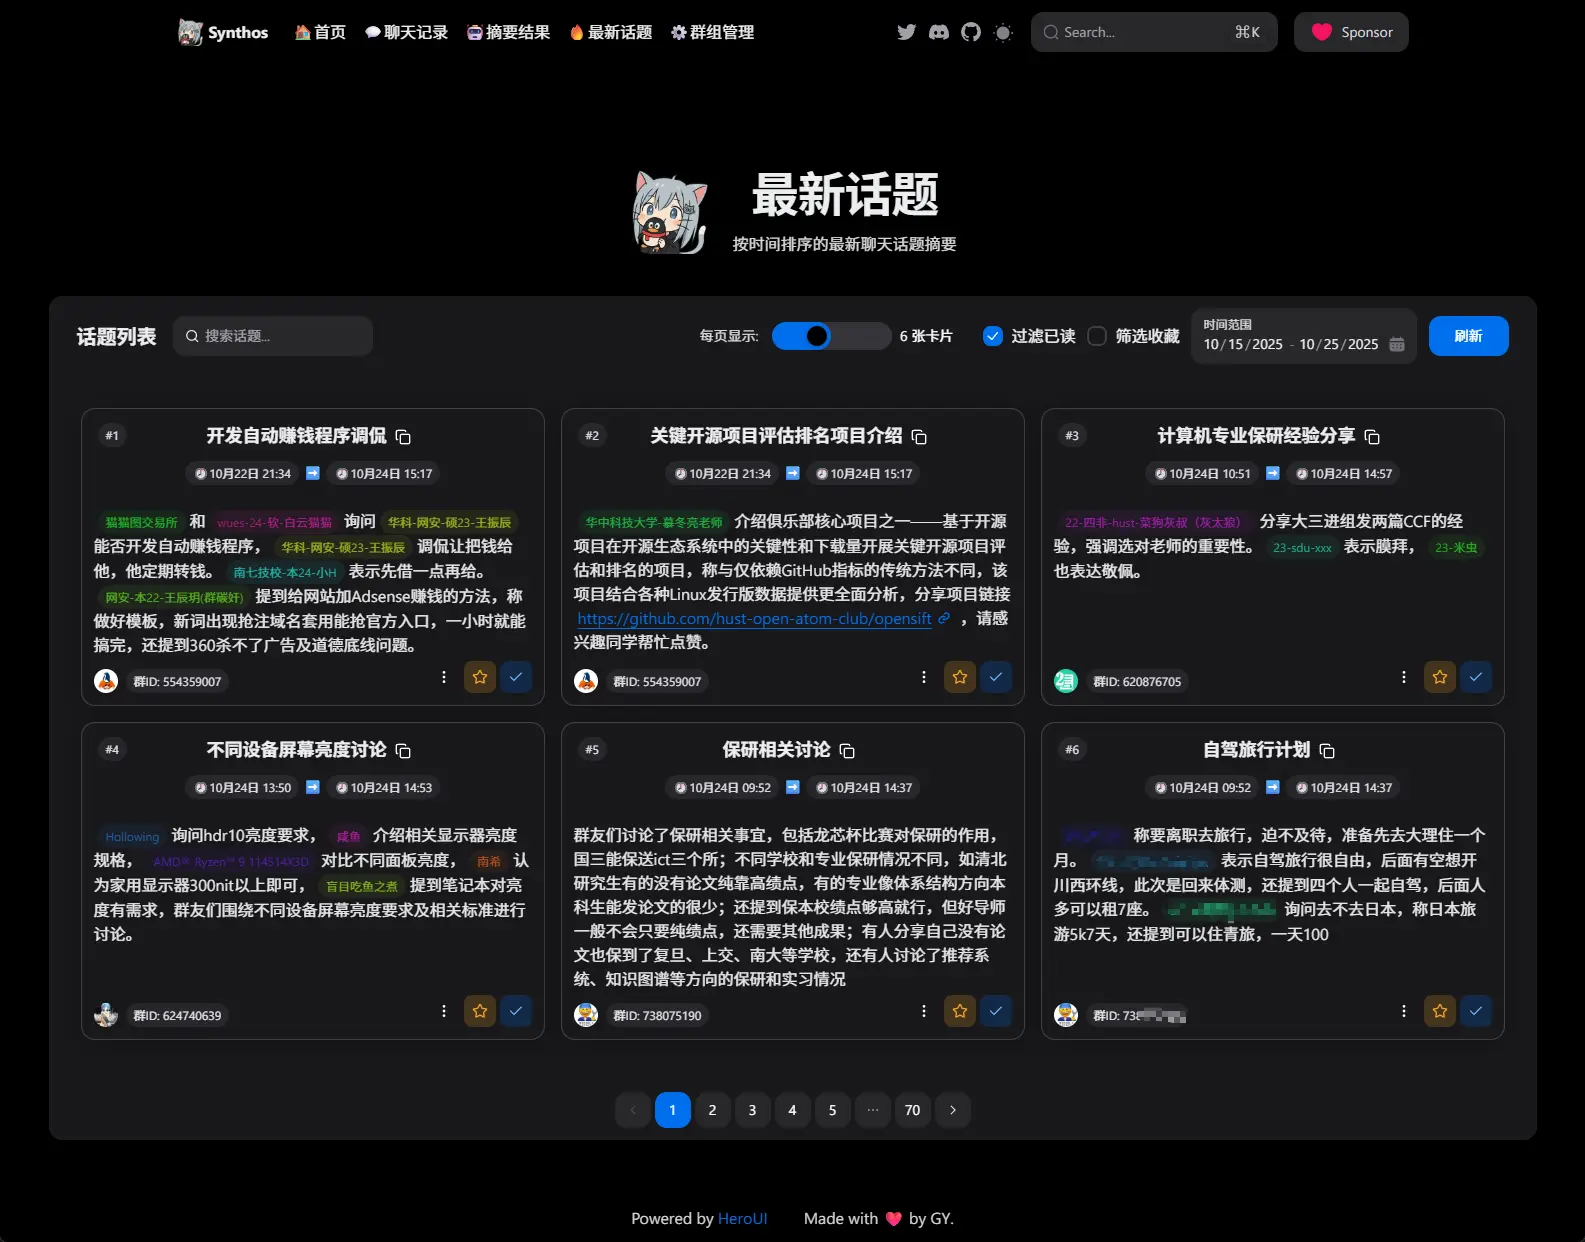 Synthos 首页 聊天记录 摘要结果 最新话题 群组管理 Search... ⌘K Sponsor
最新话题
按时间排序的最新聊天话题摘要
话题列表 搜索话题... 每页显示: 6 张卡片 过滤已读 筛选收藏 时间范围 10/15/2025 - 10/25/2025 刷新
#1 开发自动赚钱程序调侃
10月22日 21:34 10月24日 15:17
猫猫图交易所 和 wues-24-软-白云猫猫 询问 华科-网安-硕23-王振辰
能否开发自动赚钱程序， 华科-网安-硕23-王振辰 调侃让把钱给
他，他定期转钱。 南七技校-本24-小H 表示先借一点再给。
网安-本22-王辰玥(群碳奸) 提到给网站加Adsense赚钱的方法，称
做好模板，新词出现抢注域名套用能抢官方入口，一小时就能
搞完，还提到360杀不了广告及道德底线问题。
群ID: 554359007
#2 关键开源项目评估排名项目介绍
10月22日 21:34 10月24日 15:17
华中科技大学-慕冬亮老师 介绍俱乐部核心项目之一——基于开源
项目在开源生态系统中的关键性和下载量开展关键开源项目评
估和排名的项目，称与仅依赖GitHub指标的传统方法不同，该
项目结合各种Linux发行版数据提供更全面分析，分享项目链接
https://github.com/hust-open-atom-club/opensift ，请感
兴趣同学帮忙点赞。
群ID: 554359007
#3 计算机专业保研经验分享
10月24日 10:51 10月24日 14:57
22-四非-hust-菜狗灰叔（灰太狼） 分享大三进组发两篇CCF的经
验，强调选对老师的重要性。 23-sdu-xxx 表示膜拜， 23-米虫
也表达敬佩。
群ID: 620876705
#4 不同设备屏幕亮度讨论
10月24日 13:50 10月24日 14:53
Hollowing 询问hdr10亮度要求， 咸鱼 介绍相关显示器亮度
规格， AMD™ Ryzen™ 9 114514X3D 对比不同面板亮度， 南希 认
为家用显示器300nit以上即可， 盲目吃鱼之煮 提到笔记本对亮
度有需求，群友们围绕不同设备屏幕亮度要求及相关标准进行
讨论。
群ID: 624740639
#5 保研相关讨论
10月24日 09:52 10月24日 14:37
群友们讨论了保研相关事宜，包括龙芯杯比赛对保研的作用，
国三能保送ict三个所；不同学校和专业保研情况不同，如清北
研究生有的没有论文纯靠高绩点，有的专业像体系结构方向本
科生能发论文的很少；还提到保本校绩点够高就行，但好导师
一般不会只要纯绩点，还需要其他成果；有人分享自己没有论
文也保到了复旦、上交、南大等学校，还有人讨论了推荐系
统、知识图谱等方向的保研和实习情况
群ID: 738075190
#6 自驾旅行计划
10月24日 09:52 10月24日 14:37
称要离职去旅行，迫不及待，准备先去大理住一个
月。 表示自驾旅行很自由，后面有空想开
川西环线，此次是回来体测，还提到四个人一起自驾，后面人
多可以租7座。 询问去不去日本，称日本旅
游5k7天，还提到可以住青旅，一天100
群ID: 738
1 2 3 4 5 ... 70
Powered by HeroUI Made with by GY.